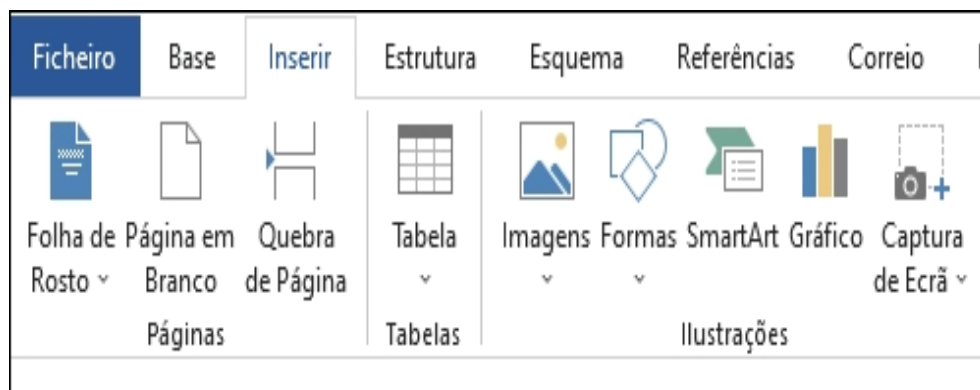 Ficheiro Base Inserir Estrutura Esquema Referências Correio
Folha de Página em Quebra Tabela Imagens Formas SmartArt Gráfico Captura
Rosto Branco de Página de Ecrã
Páginas Tabelas Ilustrações